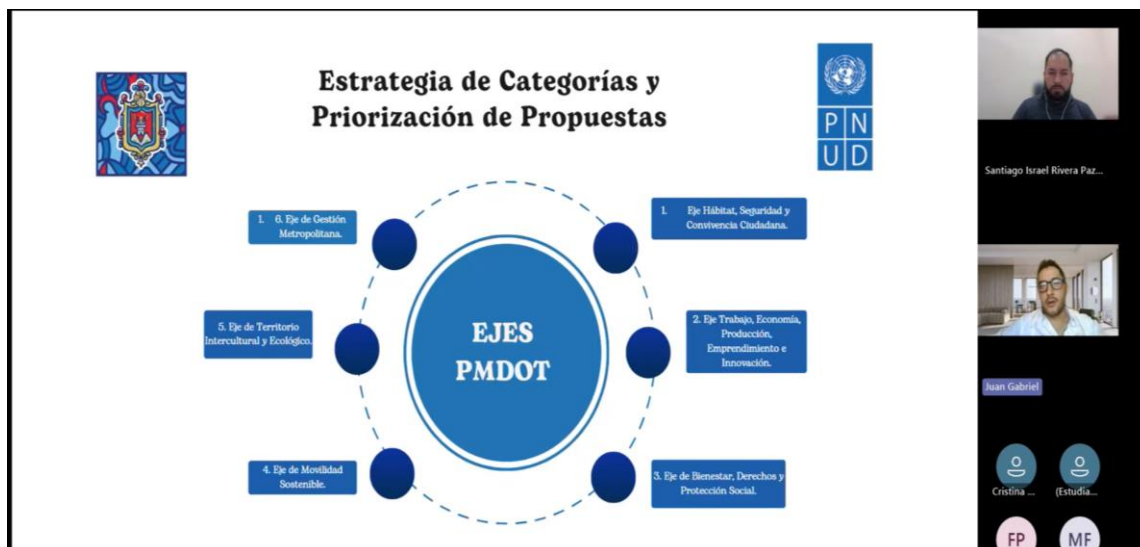 Estrategia de Categorías y
Priorización de Propuestas
PN
UD
1. 6. Eje de Gestión
Metropolitana.
1. Eje Hábitat, Seguridad y
Convivencia Ciudadana.
5. Eje de Territorio
Intercultural y Ecológico.
EJES
PMDOT
2. Eje Trabajo, Economía,
Producción,
Emprendimiento e
Innovación.
4. Eje de Movilidad
Sostenible.
3. Eje de Bienestar, Derechos y
Protección Social.
Santiago Israel Rivera Paz...
Juan Gabriel
Cristina ...
(Estudia...
FP
MF